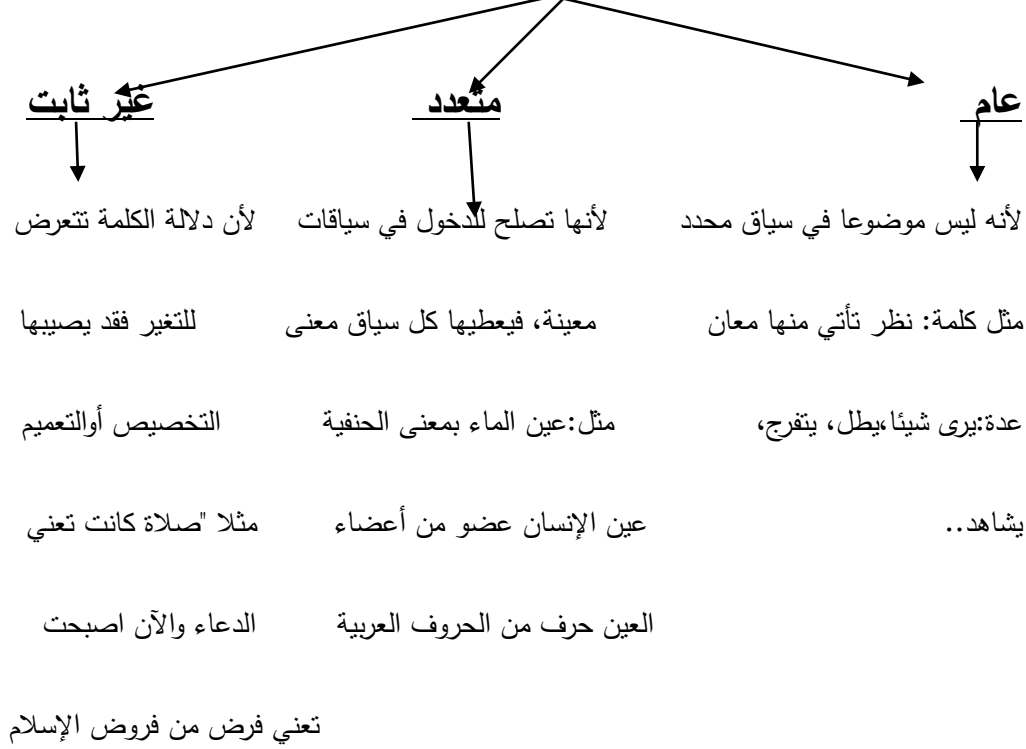 عام متعدد غير ثابت
لأنه ليس موضوعا في سياق محدد لأنها تصلح للدخول في سياقات لأن دلالة الكلمة تتعرض
مثل كلمة: نظر تأتي منها معان معينة، فيعطيها كل سياق معنى للتغير فقد يصيبها
عدة:يرى شيئا،يطل، يتفرج، مثل:عين الماء بمعنى الحنفية التخصيص أوالتعميم
يشاهد.. عين الإنسان عضو من أعضاء مثلا "صلاة كانت تعني
العين حرف من الحروف العربية الدعاء والآن اصبحت
تعني فرض من فروض الإسلام